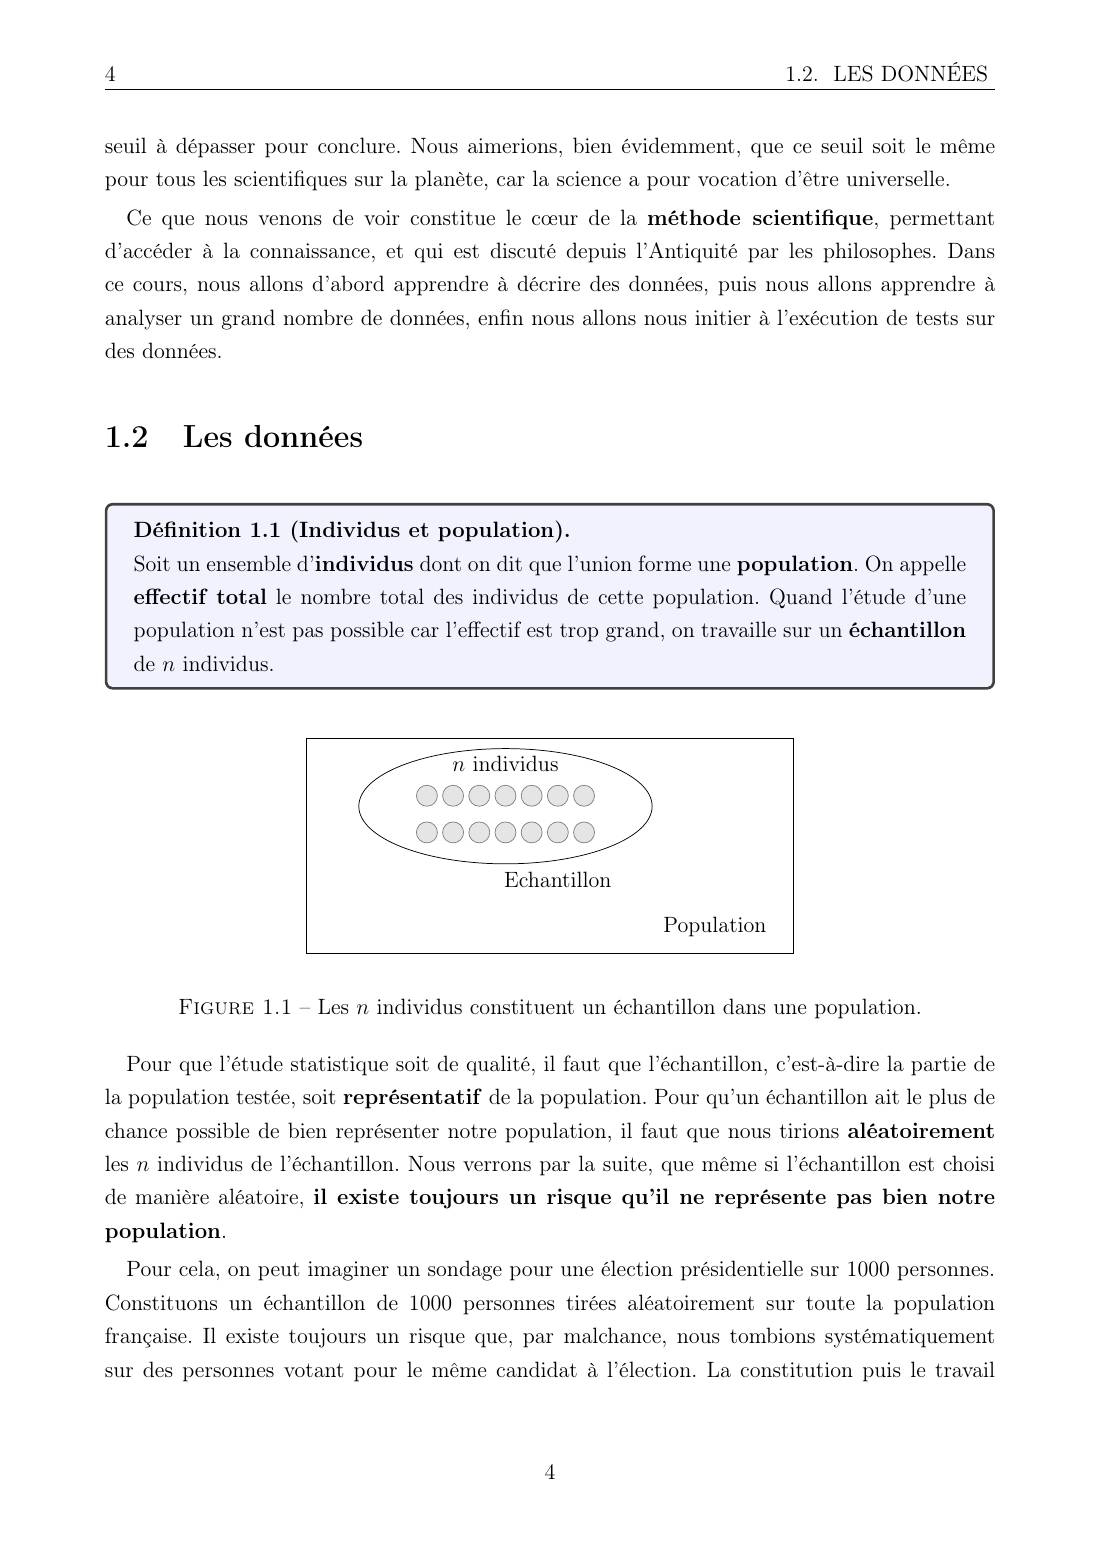 4 1.2. LES DONNÉES
seuil à dépasser pour conclure. Nous aimerions, bien évidemment, que ce seuil soit le même
pour tous les scientifiques sur la planète, car la science a pour vocation d'être universelle.
Ce que nous venons de voir constitue le cœur de la méthode scientifique, permettant
d'accéder à la connaissance, et qui est discuté depuis l'Antiquité par les philosophes. Dans
ce cours, nous allons d'abord apprendre à décrire des données, puis nous allons apprendre à
analyser un grand nombre de données, enfin nous allons nous initier à l'exécution de tests sur
des données.
1.2 Les données
Définition 1.1 (Individus et population).
Soit un ensemble d'individus dont on dit que l'union forme une population. On appelle
effectif total le nombre total des individus de cette population. Quand l'étude d'une
population n'est pas possible car l'effectif est trop grand, on travaille sur un échantillon
de n individus.
n individus
Echantillon
Population
FIGURE 1.1 – Les n individus constituent un échantillon dans une population.
Pour que l'étude statistique soit de qualité, il faut que l'échantillon, c'est-à-dire la partie de
la population testée, soit représentatif de la population. Pour qu'un échantillon ait le plus de
chance possible de bien représenter notre population, il faut que nous tirions aléatoirement
les n individus de l'échantillon. Nous verrons par la suite, que même si l'échantillon est choisi
de manière aléatoire, il existe toujours un risque qu'il ne représente pas bien notre
population.
Pour cela, on peut imaginer un sondage pour une élection présidentielle sur 1000 personnes.
Constituons un échantillon de 1000 personnes tirées aléatoirement sur toute la population
française. Il existe toujours un risque que, par malchance, nous tombions systématiquement
sur des personnes votant pour le même candidat à l'élection. La constitution puis le travail
4